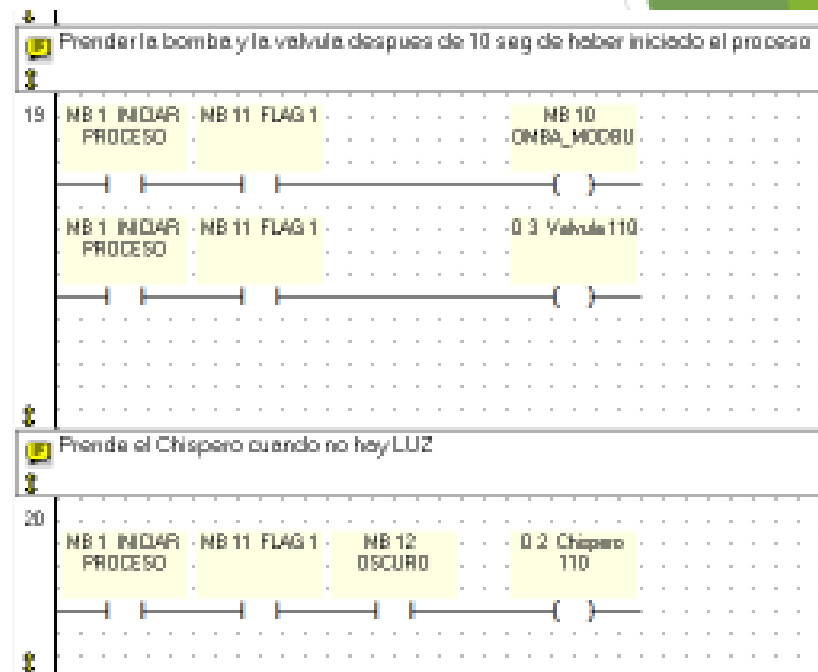 Prender la bomba y la valvula despues de 10 seg de haber iniciado el proceso
19
MB 1 INICIAR PROCESO
MB 11 FLAG 1
MB 10 OMBA_MODBU
MB 1 INICIAR PROCESO
MB 11 FLAG 1
O 3 Valvula 110
Prende el Chispero cuando no hay LUZ
20
MB 1 INICIAR PROCESO
MB 11 FLAG 1
MB 12 OSCURO
O 2 Chispero 110